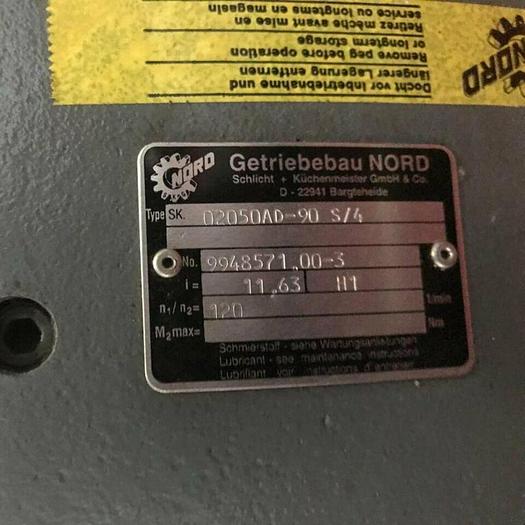 service ou longtems en magasin
Retirez mèche avant mise en
or longterm storage
Remove peg before operation
längerer Lagerung entfernen
Docht vor Inbetriebnahme und
NORD
NORD
Getriebebau NORD
Schlicht + Küchenmeister GmbH & Co.
D - 22941 Bargteheide
Type SK. 02050AD-90 S/4
No. 9948571.00-3
i = 11,63 H1
n₁/n₂= 120 1/min
M₂max= Nm
Schmierstoff - siehe Wartungsanleitungen
Lubricant - see maintenance instructions
Lubrifiant voir instructions d'entretien